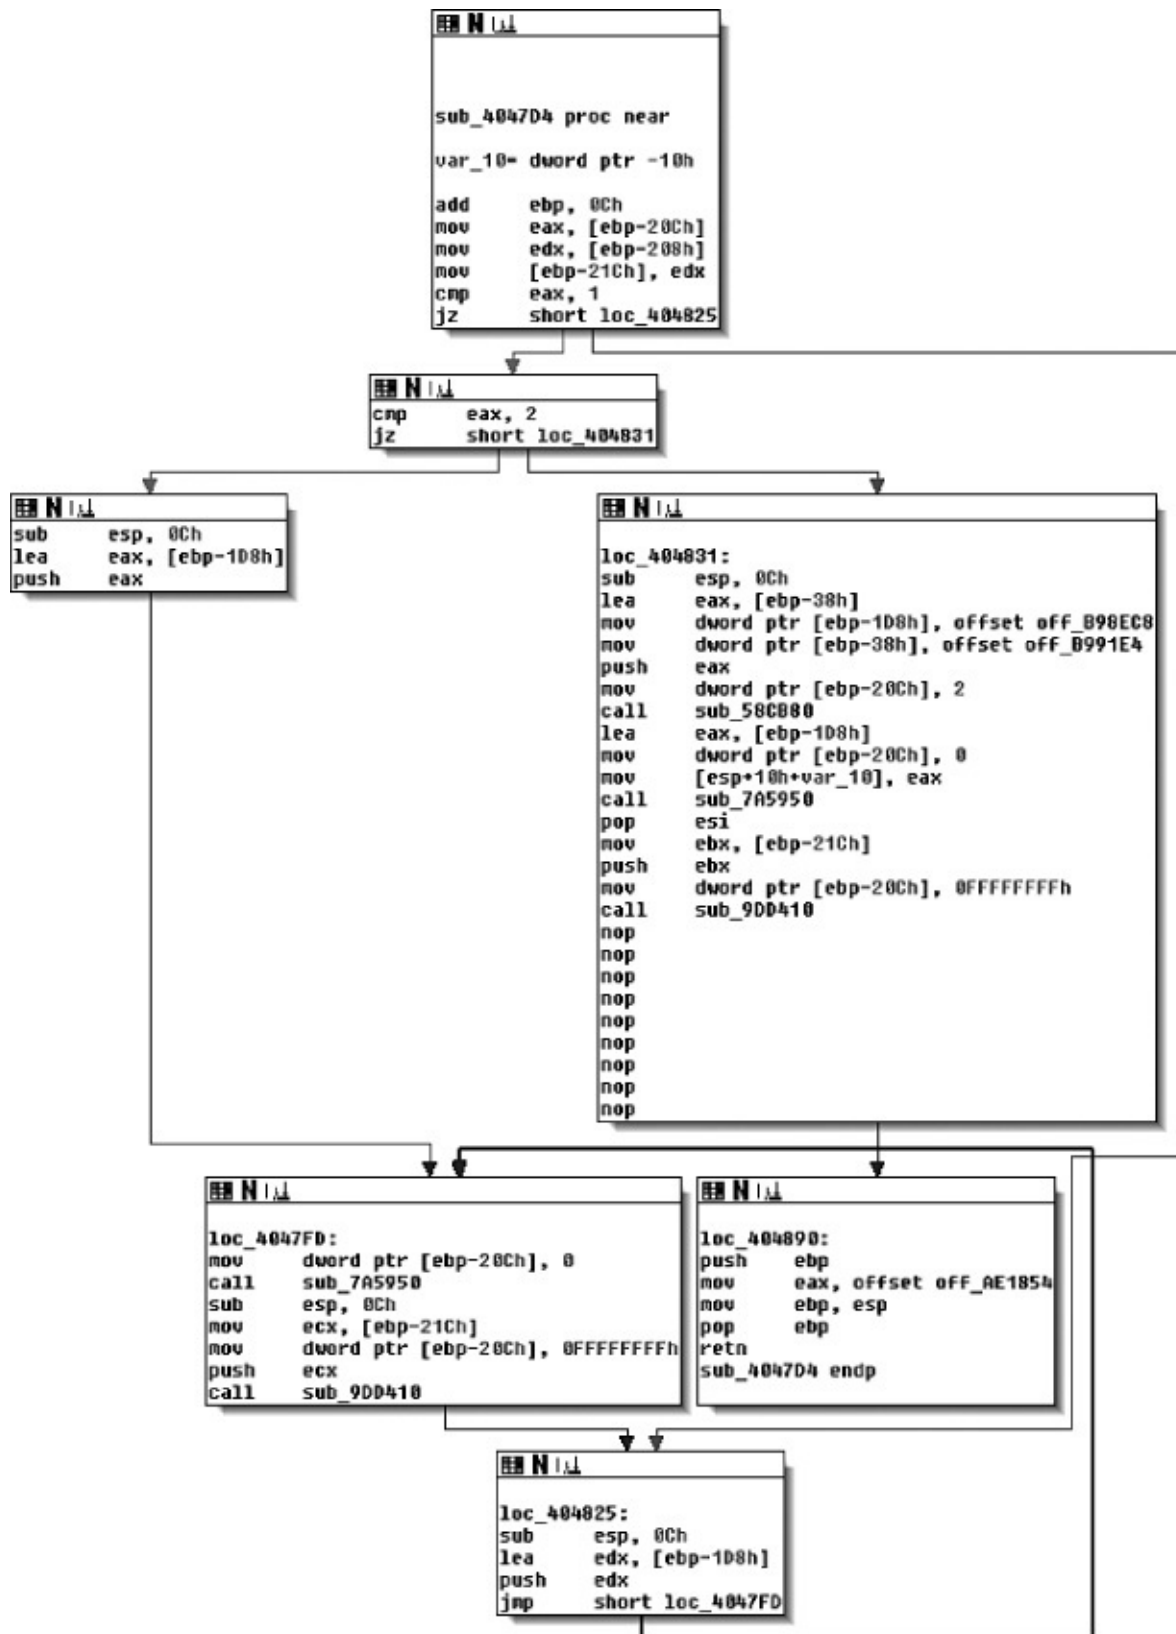 sub_4047D4 proc near
var_10= dword ptr -10h
add ebp, 0Ch
mov eax, [ebp-20Ch]
mov edx, [ebp-208h]
mov [ebp-21Ch], edx
cmp eax, 1
jz short loc_404825
cmp eax, 2
jz short loc_404831
sub esp, 0Ch
lea eax, [ebp-1D8h]
push eax
loc_404831:
sub esp, 0Ch
lea eax, [ebp-38h]
mov dword ptr [ebp-1D8h], offset off_B98EC8
mov dword ptr [ebp-38h], offset off_B991E4
push eax
mov dword ptr [ebp-20Ch], 2
call sub_58CB80
lea eax, [ebp-1D8h]
mov dword ptr [ebp-20Ch], 0
mov [esp+10h+var_10], eax
call sub_7A5950
pop esi
mov ebx, [ebp-21Ch]
push ebx
mov dword ptr [ebp-20Ch], 0FFFFFFFFh
call sub_9DD410
nop
nop
nop
nop
nop
nop
nop
nop
nop
loc_4047FD:
mov dword ptr [ebp-20Ch], 0
call sub_7A5950
sub esp, 0Ch
mov ecx, [ebp-21Ch]
mov dword ptr [ebp-20Ch], 0FFFFFFFFh
push ecx
call sub_9DD410
loc_404890:
push ebp
mov eax, offset off_AE1854
mov ebp, esp
pop ebp
retn
sub_4047D4 endp
loc_404825:
sub esp, 0Ch
lea edx, [ebp-1D8h]
push edx
jmp short loc_4047FD